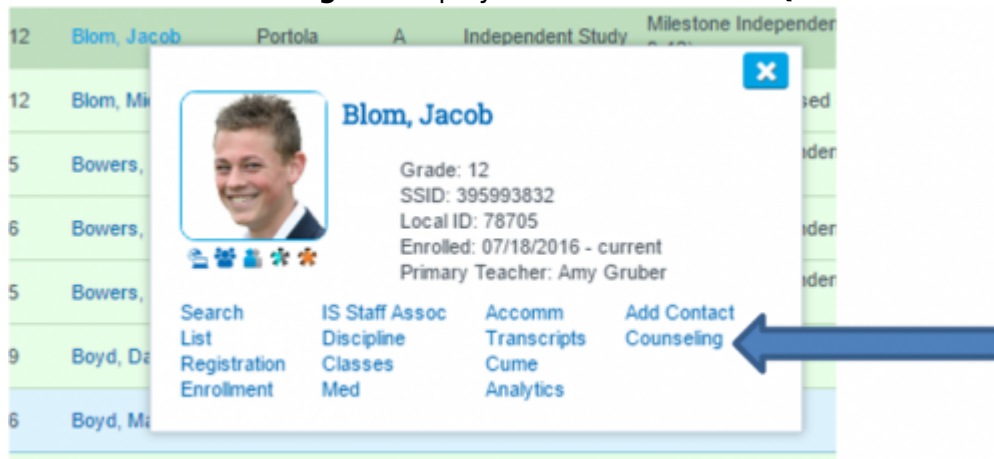 12 Blom, Jacob Portola A Independent Study Milestone Independen
12 Blom, Mi sed
Blom, Jacob
5 Bowers,
Grade: 12
SSID: 395993832
6 Bowers,
Local ID: 78705
Enrolled: 07/18/2016 - current
Primary Teacher: Amy Gruber
5 Bowers,
Search IS Staff Assoc Accomm Add Contact
List Discipline Transcripts Counseling
9 Boyd, Da
Registration Classes Cume
Enrollment Med Analytics
6 Boyd, Ma